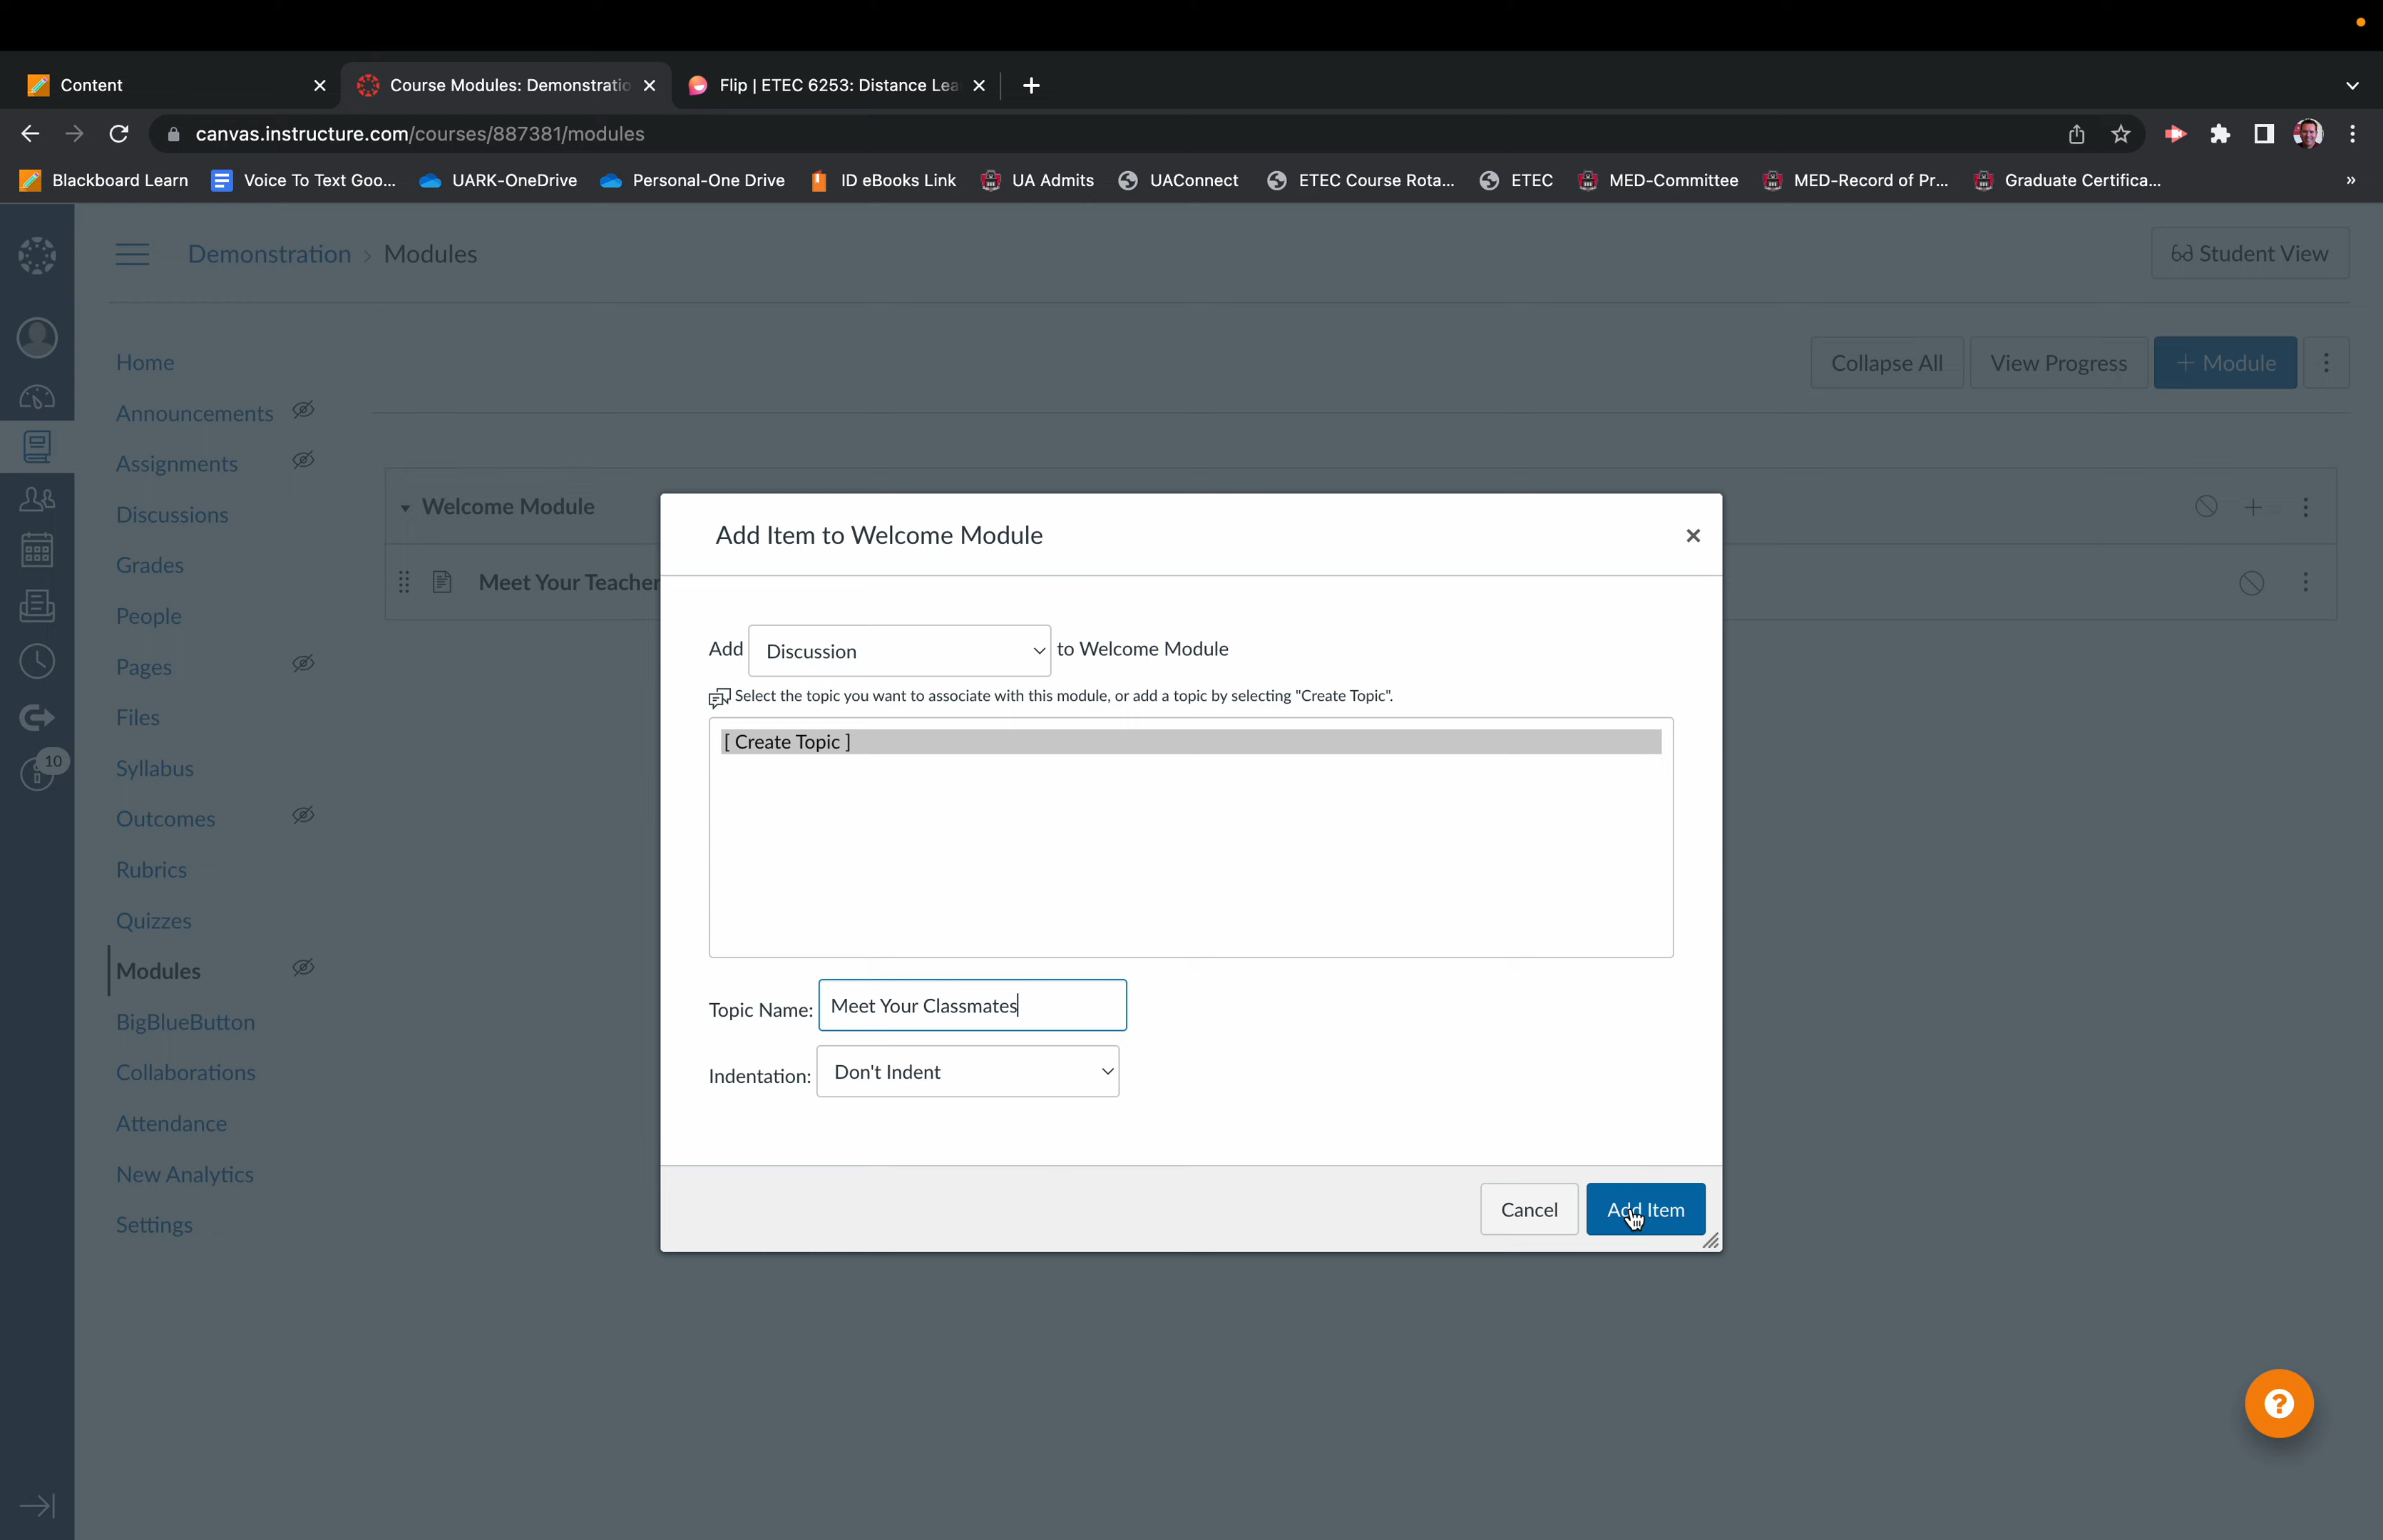 Content
Course Modules: Demonstratio
Flip | ETEC 6253: Distance Lea
canvas.instructure.com/courses/887381/modules
Blackboard Learn
Voice To Text Goo...
UARK-OneDrive
Personal-One Drive
ID eBooks Link
UA Admits
UAConnect
ETEC Course Rota...
ETEC
MED-Committee
MED-Record of Pr...
Graduate Certifica...
»
Demonstration › Modules
Student View
Home
Announcements
Assignments
Discussions
Grades
People
Pages
Files
Syllabus
Outcomes
Rubrics
Quizzes
Modules
BigBlueButton
Collaborations
Attendance
New Analytics
Settings
10
Collapse All
View Progress
+ Module
Welcome Module
Meet Your Teacher
Add Item to Welcome Module
Add Discussion to Welcome Module
Select the topic you want to associate with this module, or add a topic by selecting "Create Topic".
[ Create Topic ]
Topic Name: Meet Your Classmates
Indentation: Don't Indent
Cancel
Add Item
?